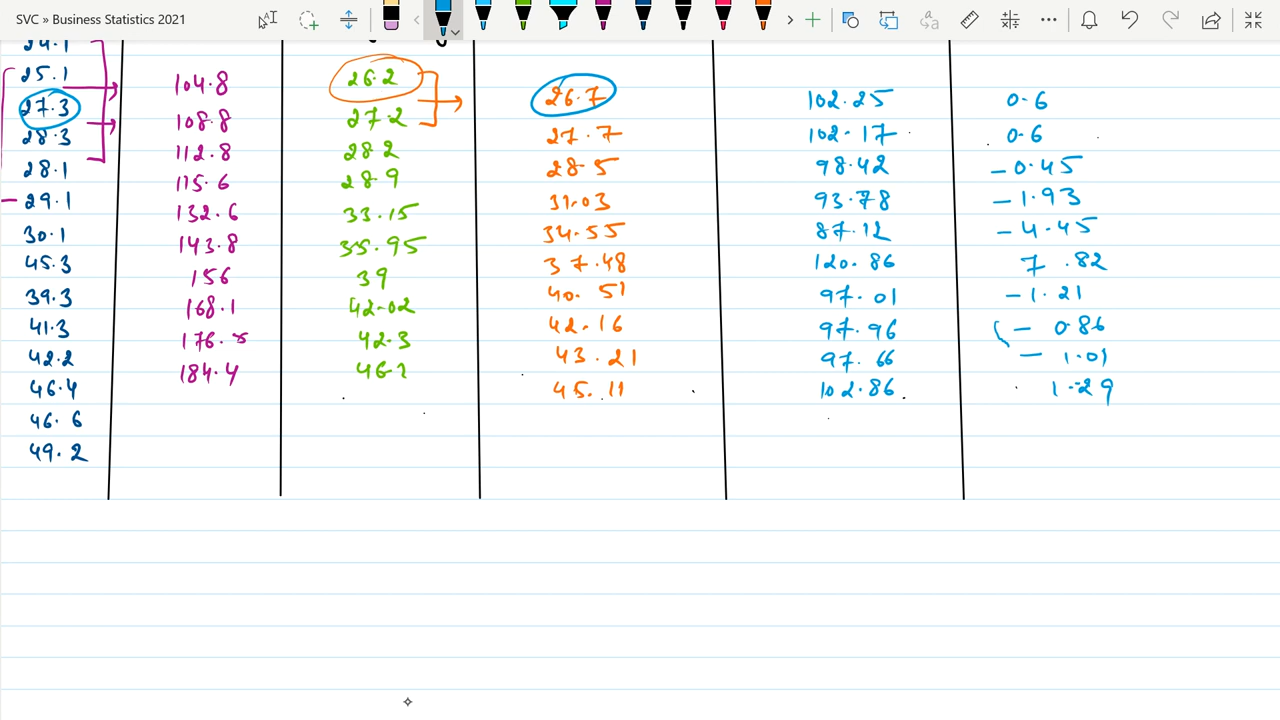 SVC » Business Statistics 2021
24.1
25.1 104.8 26.2 26.7 102.25 0.6
27.3 108.8 27.2 27.7 102.17 0.6
28.3 112.8 28.2 28.5 98.42 -0.45
28.1 115.6 28.9 31.03 93.78 -1.93
29.1 132.6 33.15 34.55 87.12 -4.45
30.1 143.8 35.95 37.48 120.86 7.82
45.3 156 39 40.51 97.01 -1.21
39.3 168.1 42.02 42.16 97.96 -0.86
41.3 42.3 43.21 97.66 -1.01
42.2 184.4 45.11 102.86 1.29
46.4
46.6
49.2